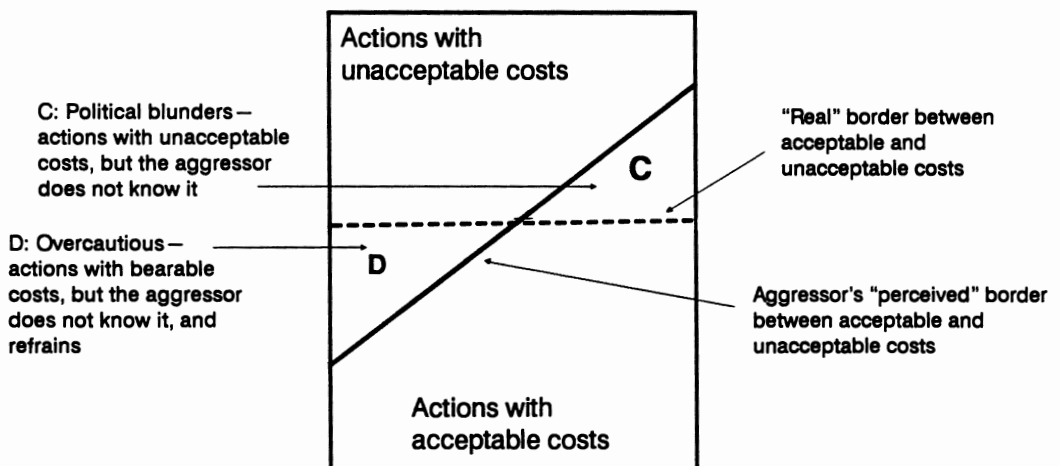 Actions with
unacceptable costs
C: Political blunders—
actions with unacceptable
costs, but the aggressor
does not know it
"Real" border between
acceptable and
unacceptable costs
C
D: Overcautious—
actions with bearable
costs, but the aggressor
does not know it, and
refrains
D
Aggressor's "perceived" border
between acceptable and
unacceptable costs
Actions with
acceptable costs